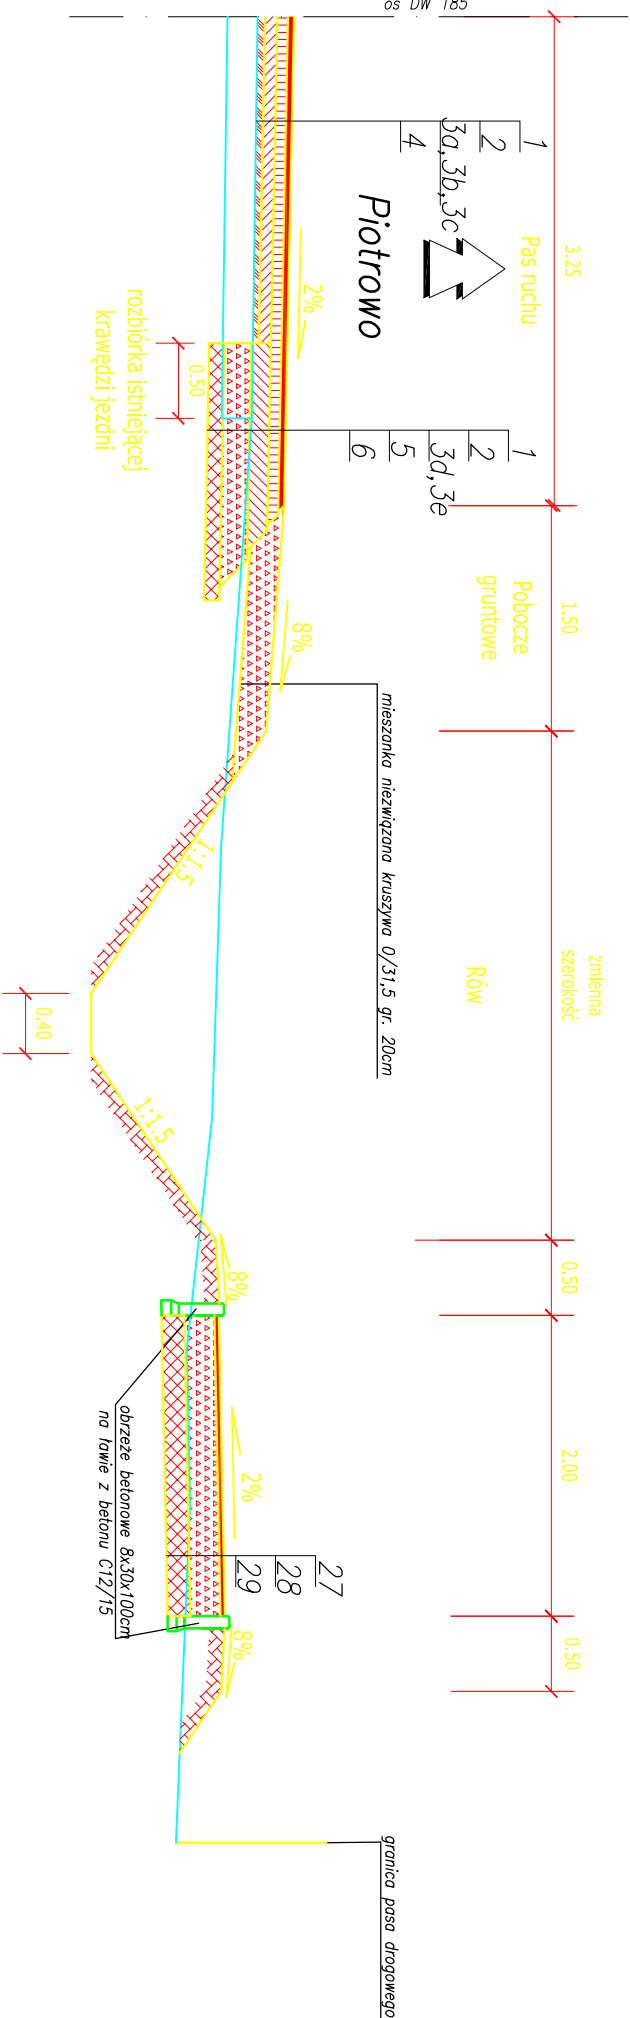 oś DW 185
3.25
1.50
zmienna
szerokość
0.50
2.00
0.50
Pas ruchu
Pobocze
gruntowe
Rów
1
2
3a,3b,3c
4
Piotrowo
2%
1
2
3d,3e
5
6
0.50
rozbiórka istniejącej
krawędzi jezdni
8%
mieszanka niezwiązana kruszywa 0/31,5 gr. 20cm
1:1.5
0.40
1:1.5
8%
2%
27
28
29
8%
obrzeże betonowe 8x30x100cm
na ławie z betonu C12/15
granica pasa drogowego